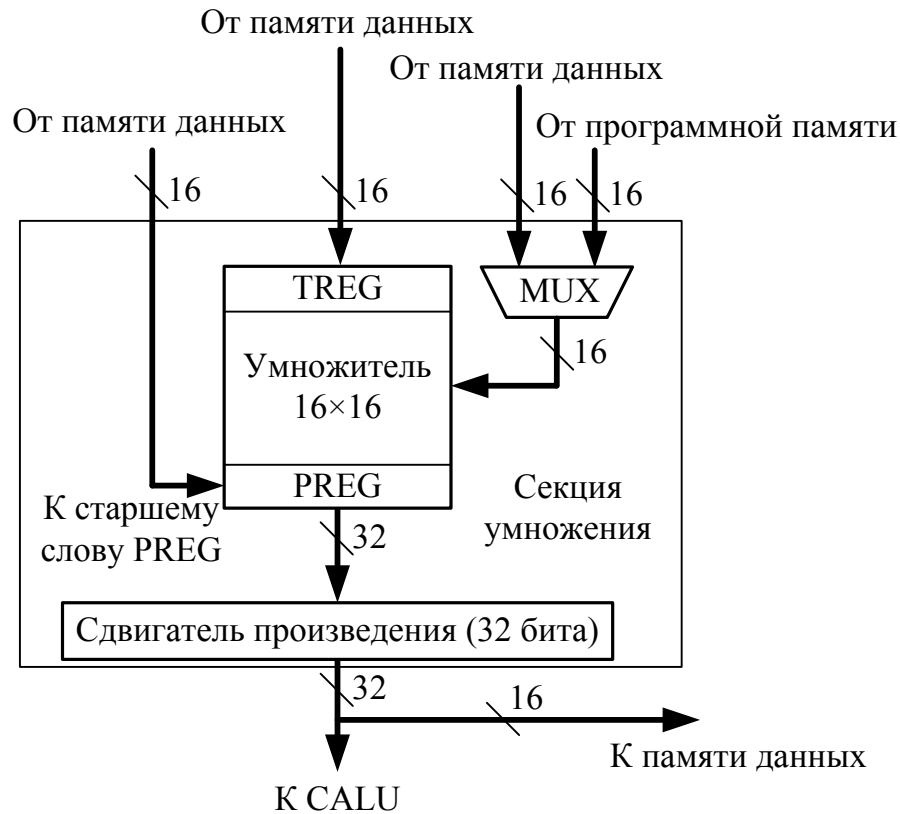 От памяти данных
От памяти данных
От памяти данных
От программной памяти
16
16
16
16
TREG
MUX
Умножитель
16×16
16
PREG
К старшему
слову PREG
Секция
умножения
32
Сдвигатель произведения (32 бита)
32
16
К памяти данных
К CALU